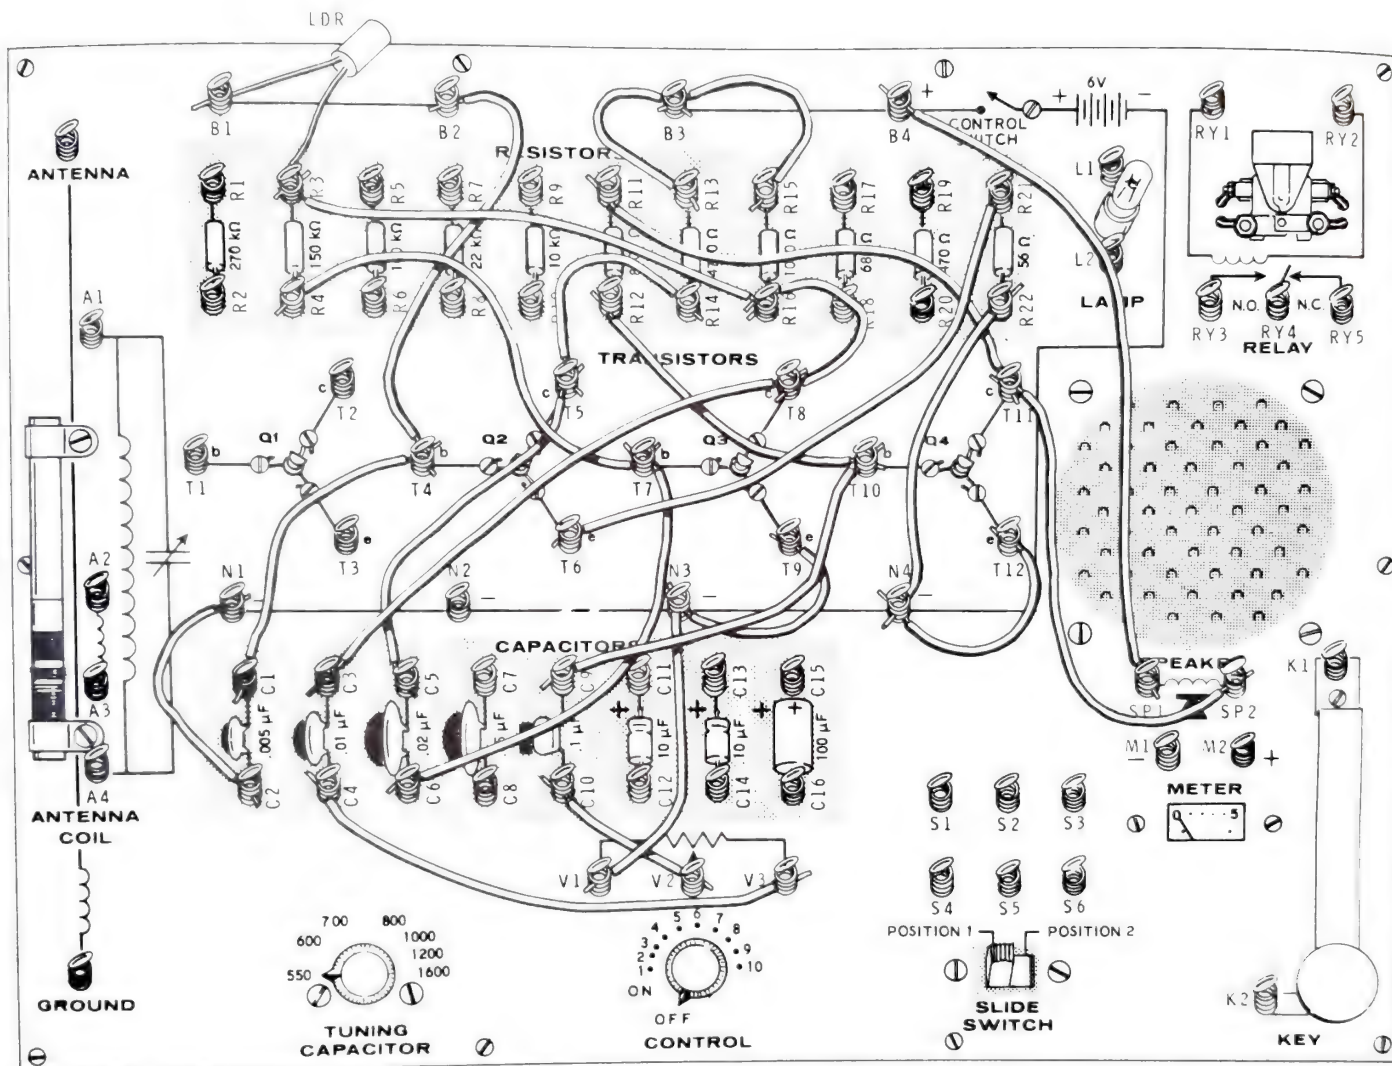 LDR
B1
B2
B3
B4
+
CONTROL
SWITCH
+ 6V −
RY1
RY2
ANTENNA
RESISTORS
R1
R3
R5
R7
R9
R11
R13
R15
R17
R19
R21
L1
270 kΩ
150 kΩ
22 kΩ
10 kΩ
68 Ω
470 Ω
56 Ω
L2
R2
R4
R6
R12
R14
R16
R18
R20
R22
LAMP
N.O.
N.C.
RY3
RY4
RY5
RELAY
A1
TRANSISTORS
c
T2
c
T5
c
T8
c
T11
b
Q1
b
Q2
b
Q3
b
Q4
T1
T4
T7
T10
e
T3
e
T6
e
T9
e
T12
A2
N1
−
N2
−
N3
−
N4
−
CAPACITORS
A3
C1
C3
C5
C7
C9
C11
C13
C15
SP1
SP2
K1
.005 µF
.01 µF
.02 µF
.1 µF
+
10 µF
+
10 µF
+
100 µF
M1
M2
−
+
A4
C2
C4
C6
C8
C10
C12
C14
C16
METER
0
5
ANTENNA
COIL
S1
S2
S3
V1
V2
V3
S4
S5
S6
POSITION 1
POSITION 2
550
600
700
800
1000
1200
1600
ON
1
2
3
4
5
6
7
8
9
10
OFF
GROUND
TUNING
CAPACITOR
CONTROL
SLIDE
SWITCH
K2
KEY